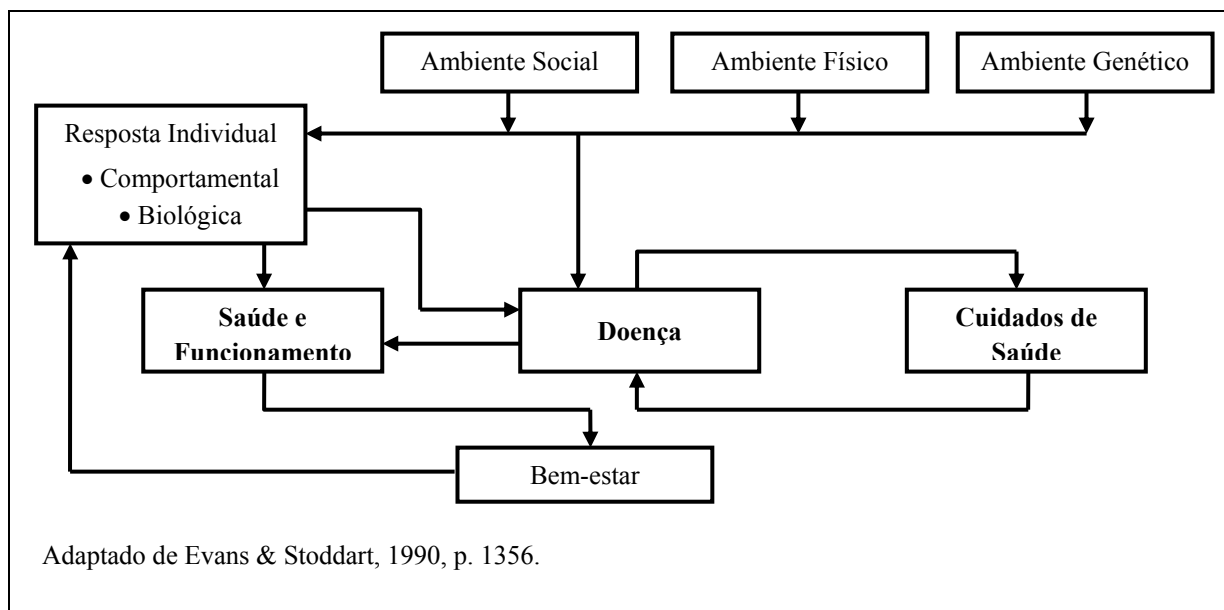 Ambiente Social
Ambiente Físico
Ambiente Genético
Resposta Individual
• Comportamental
• Biológica
Saúde e
Funcionamento
Doença
Cuidados de
Saúde
Bem-estar
Adaptado de Evans & Stoddart, 1990, p. 1356.